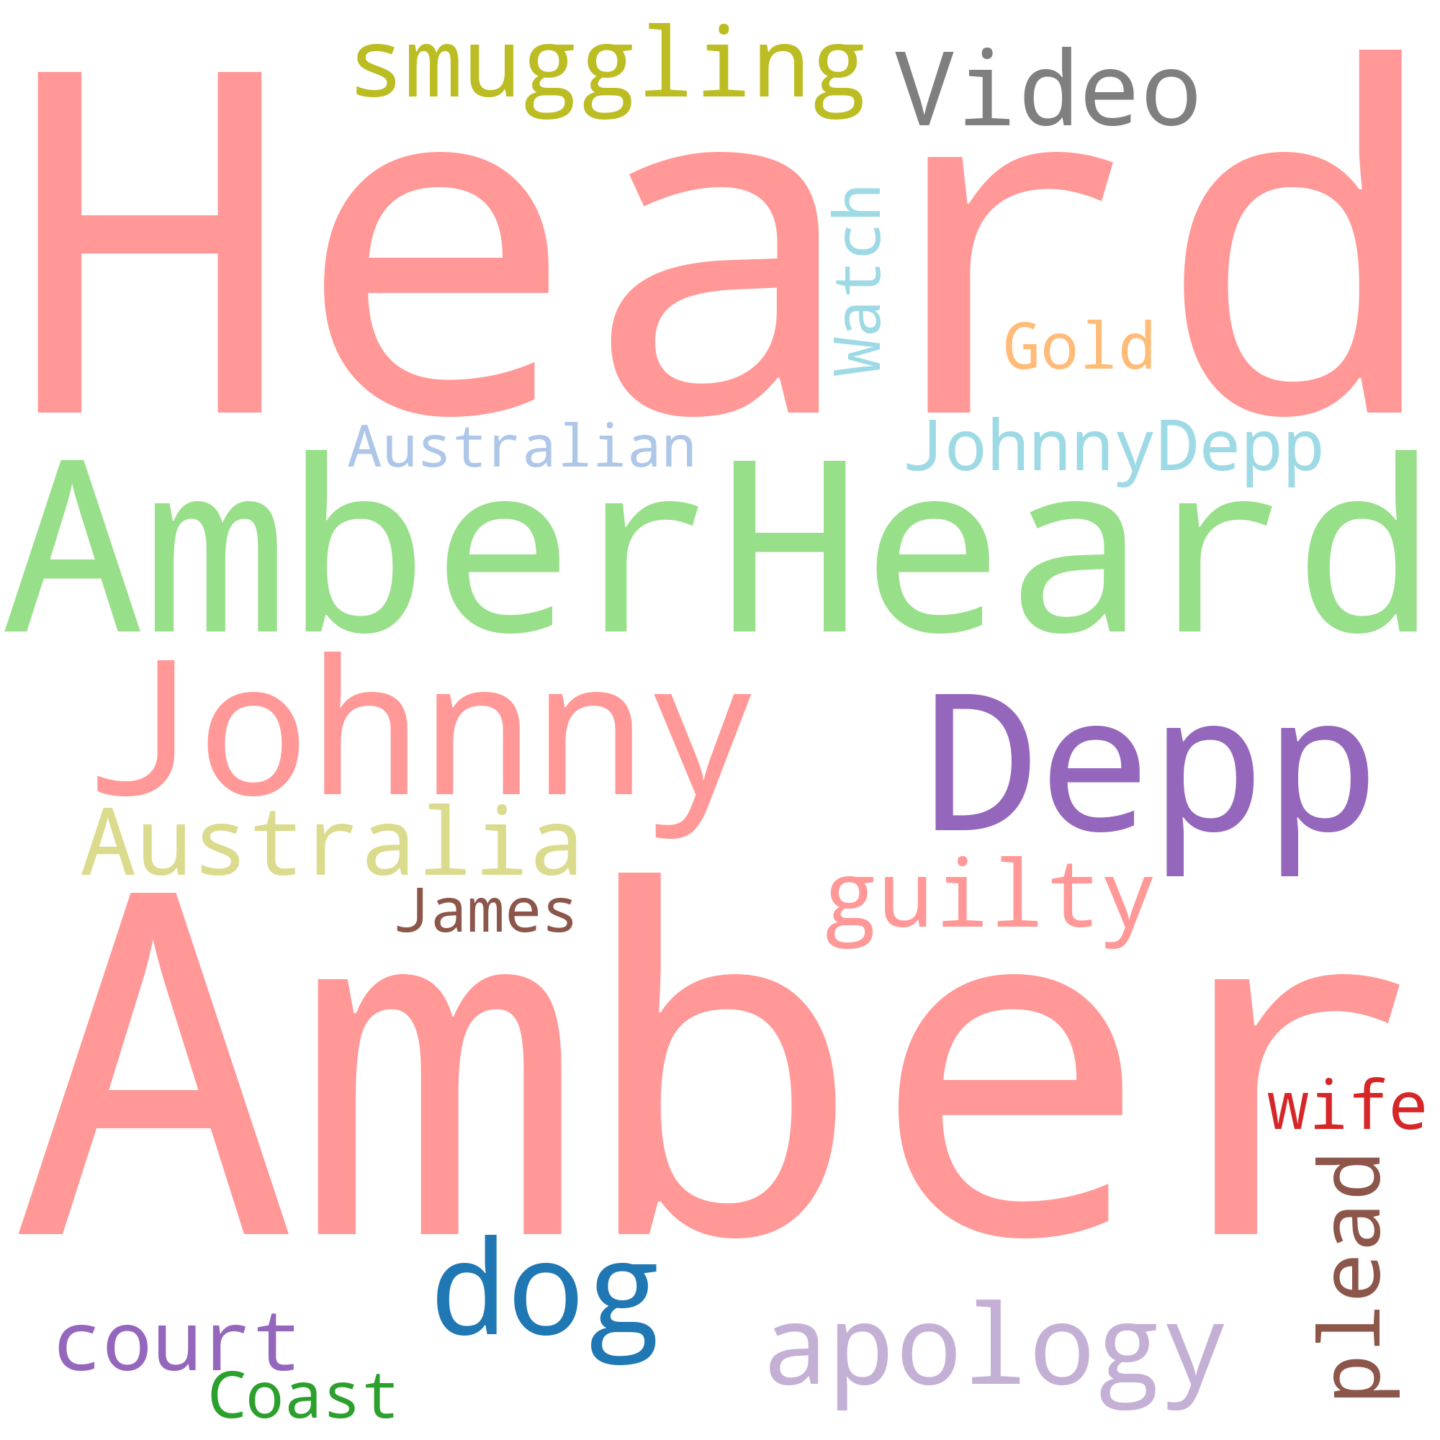 smuggling
Video
Heard
Watch
Gold
Australian
JohnnyDepp
AmberHeard
Johnny
Depp
Australia
guilty
James
Amber
wife
plead
dog
apology
court
Coast